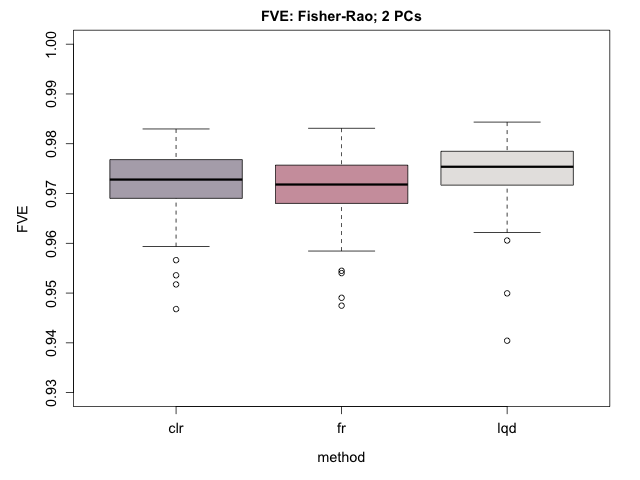 FVE: Fisher-Rao; 2 PCs
1.00
0.99
0.98
0.97
0.96
0.95
0.94
0.93
FVE
clr
fr
lqd
method